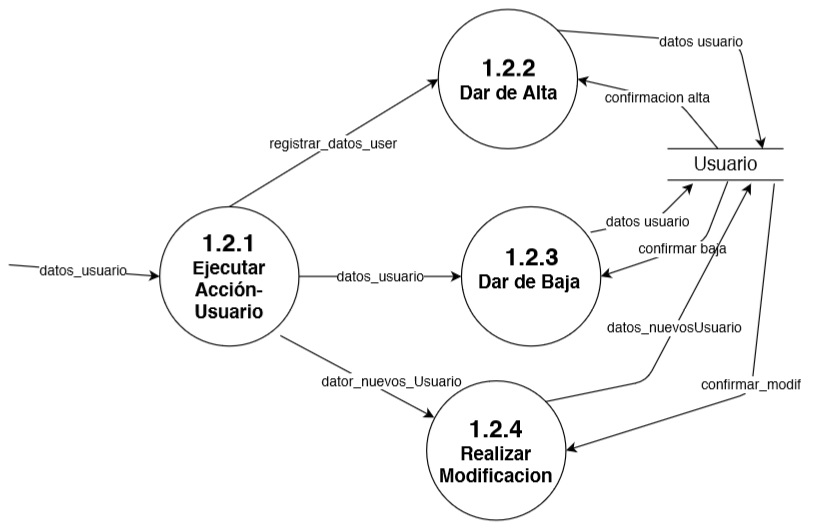 1.2.2
Dar de Alta
datos usuario
confirmacion alta
registrar_datos_user
Usuario
1.2.1
Ejecutar
Acción-
Usuario
datos_usuario
datos_usuario
1.2.3
Dar de Baja
datos usuario
confirmar baja
datos_nuevosUsuario
dator_nuevos_Usuario
confirmar_modif
1.2.4
Realizar
Modificacion